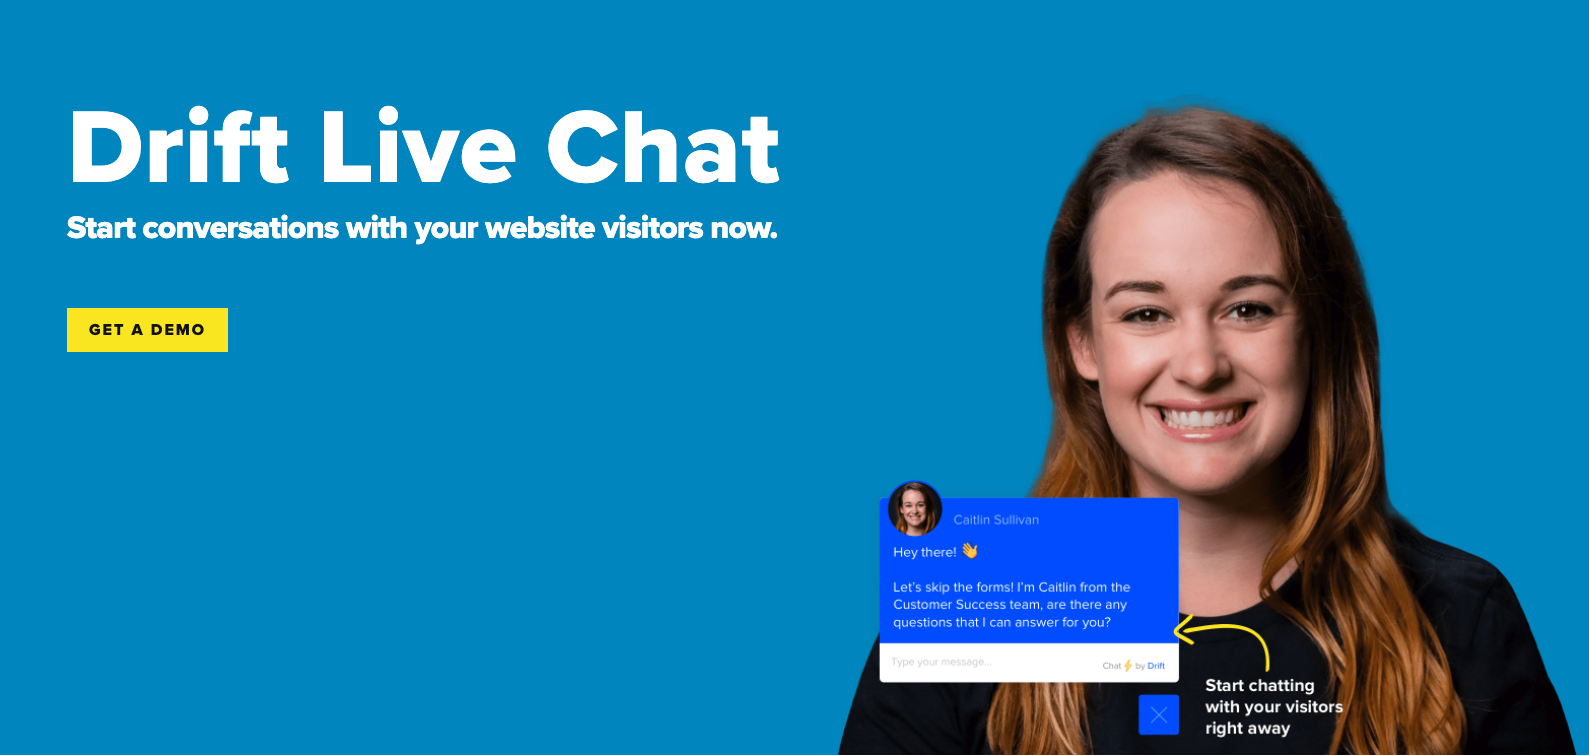 Drift Live Chat
Start conversations with your website visitors now.
GET A DEMO
Caitlin Sullivan
Hey there! 👋
Let's skip the forms! I'm Caitlin from the
Customer Success team, are there any
questions that I can answer for you?
Type your message...
Chat ⚡ by Drift
Start chatting
with your visitors
right away